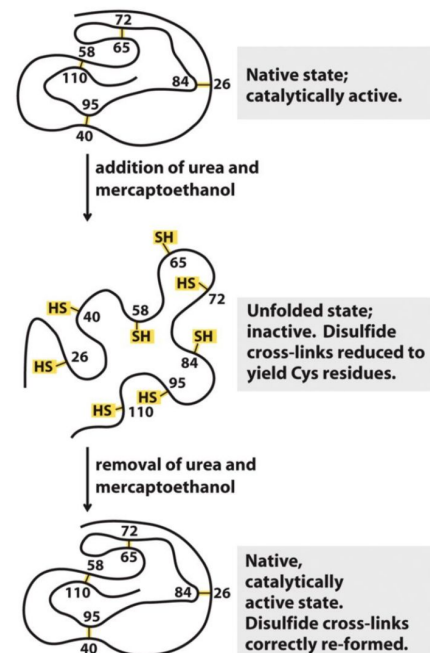 72
58
65
110
84
26
95
40
Native state;
catalytically active.
addition of urea and
mercaptoethanol
SH
65
HS
72
HS
40
58
SH
SH
84
26
HS
95
HS
HS
110
Unfolded state;
inactive. Disulfide
cross-links reduced to
yield Cys residues.
removal of urea and
mercaptoethanol
72
58
65
110
84
26
95
40
Native,
catalytically
active state.
Disulfide cross-links
correctly re-formed.